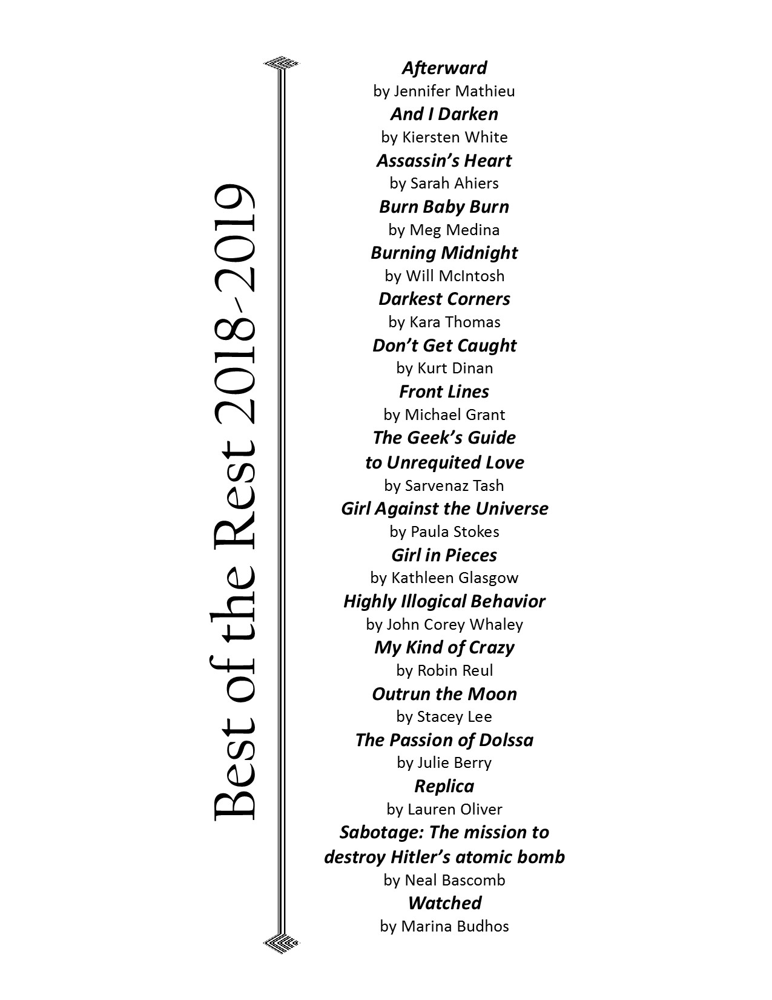 Best of the Rest 2018-2019
Afterward
by Jennifer Mathieu
And I Darken
by Kiersten White
Assassin’s Heart
by Sarah Ahiers
Burn Baby Burn
by Meg Medina
Burning Midnight
by Will McIntosh
Darkest Corners
by Kara Thomas
Don’t Get Caught
by Kurt Dinan
Front Lines
by Michael Grant
The Geek’s Guide
to Unrequited Love
by Sarvenaz Tash
Girl Against the Universe
by Paula Stokes
Girl in Pieces
by Kathleen Glasgow
Highly Illogical Behavior
by John Corey Whaley
My Kind of Crazy
by Robin Reul
Outrun the Moon
by Stacey Lee
The Passion of Dolssa
by Julie Berry
Replica
by Lauren Oliver
Sabotage: The mission to
destroy Hitler’s atomic bomb
by Neal Bascomb
Watched
by Marina Budhos